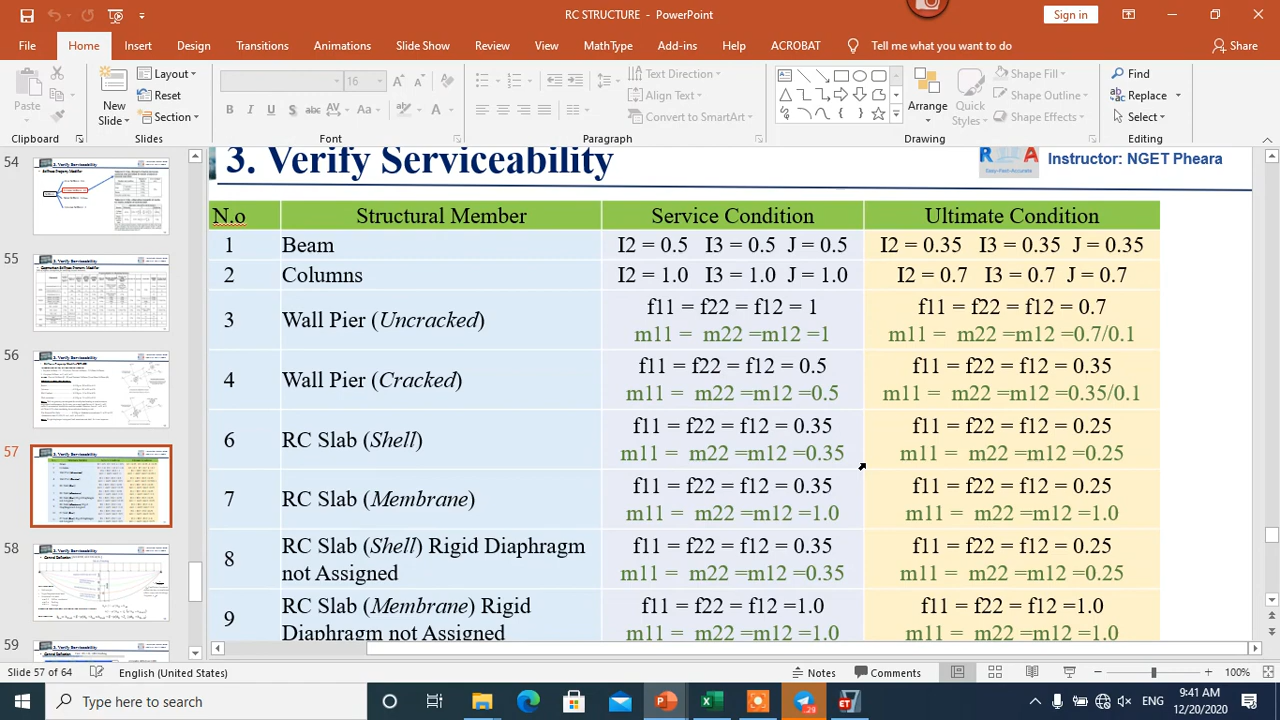 RC STRUCTURE - PowerPoint
Sign in
File Home Insert Design Transitions Animations Slide Show Review View MathType Add-ins Help ACROBAT Tell me what you want to do Share
Paste
New Slide
Layout
Reset
Section
16
B I U S abc AV Aa A
Text Direction
Align Text
Convert to SmartArt
Arrange
Quick Styles
Shape Fill
Shape Outline
Shape Effects
Find
Replace
Select
Clipboard Slides Font Paragraph Drawing Editing
54
55
56
57
58
59
3. Verify Serviceability
Easy-Fast-Accurate
Instructor: NGET Pheara
N.o Structural Member Service Condition Ultimate Condition
1 Beam I2 = 0.5 I3 = 0.5 J = 0.5 I2 = 0.35 I3 = 0.35 J = 0.35
2 Columns I2 = 1.0 I3 = 1.0 J = 1.0 I2 = 0.7 I3 = 0.7 J = 0.7
3 Wall Pier (Uncracked) f11 = f22 = f12 = 1 f11 = f22 = f12 = 0.7
m11 = m22 =m12 =1 m11 = m22 =m12 =0.7/0.1
4 Wall Pier (Cracked) f11 = f22 = f12 = 0.5 f11 = f22 = f12 = 0.35
m11 = m22 =m12 =0.5 m11 = m22 =m12 =0.35/0.1
6 RC Slab (Shell) f11 = f22 = f12 = 0.35 f11 = f22 = f12 = 0.25
m11 = m22 =m12 =0.35 m11 = m22 =m12 =0.25
7 RC Slab (Membrane) f11 = f22 = f12 = 0.35 f11 = f22 = f12 = 0.25
m11 = m22 =m12 =1.0 m11 = m22 =m12 =1.0
8 RC Slab (Shell) Rigid Diaphragm not Assigned f11 = f22 = f12 = 0.35 f11 = f22 = f12 = 0.25
m11 = m22 =m12 =0.35 m11 = m22 =m12 =0.25
9 RC Slab (Membrane) Rigid Diaphragm not Assigned f11 = f22 = f12 =1.0 f11 = f22 = f12 =1.0
m11 = m22 =m12 =1.0 m11 = m22 =m12 =1.0
Slide 57 of 64 English (United States) Notes Comments 100%
Type here to search
ENG
9:41 AM
12/20/2020